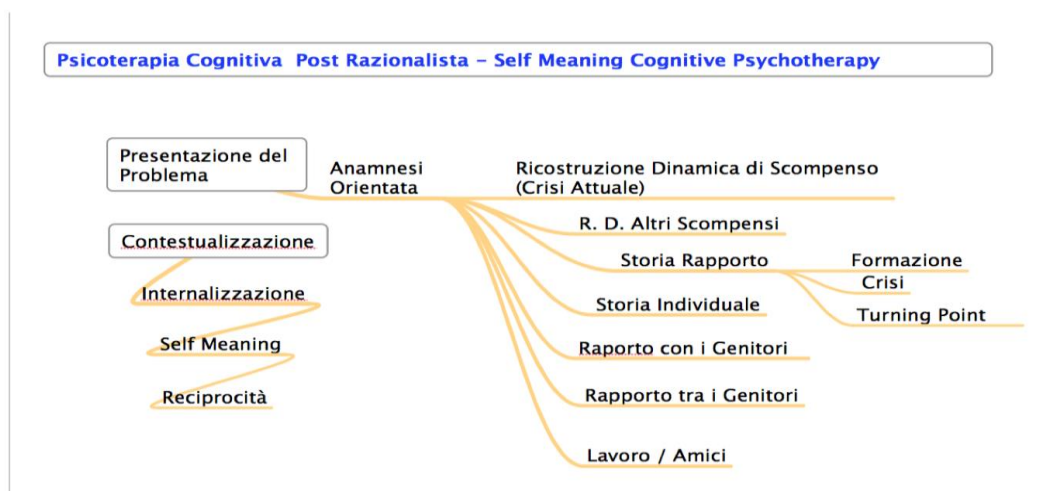 Psicoterapia Cognitiva Post Razionalista – Self Meaning Cognitive Psychotherapy
Presentazione del
Problema
Anamnesi
Orientata
Ricostruzione Dinamica di Scompenso
(Crisi Attuale)
R. D. Altri Scompensi
Storia Rapporto
Formazione
Crisi
Turning Point
Storia Individuale
Raporto con i Genitori
Rapporto tra i Genitori
Lavoro / Amici
Contestualizzazione
Internalizzazione
Self Meaning
Reciprocità